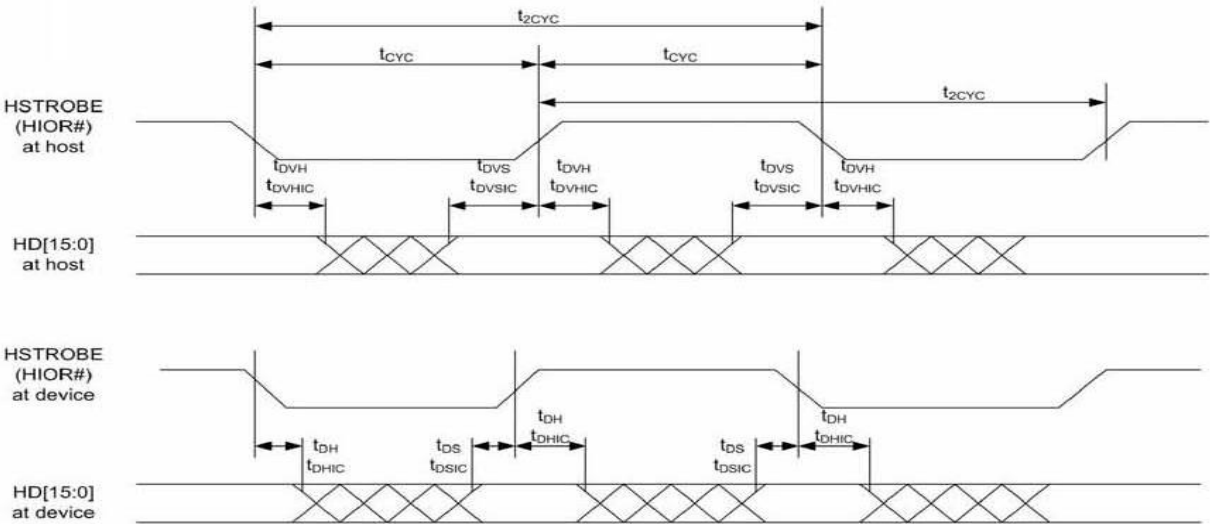 t2CYC
tCYC tCYC
t2CYC
HSTROBE
(HIOR#)
at host
tDVH tDVS tDVH tDVS tDVH
tDVHIC tDVSIC tDVHIC tDVSIC tDVHIC
HD[15:0]
at host
HSTROBE
(HIOR#)
at device
tDH tDH
tDH tDS tDHIC tDS tDHIC
tDHIC tDSIC tDSIC
HD[15:0]
at device